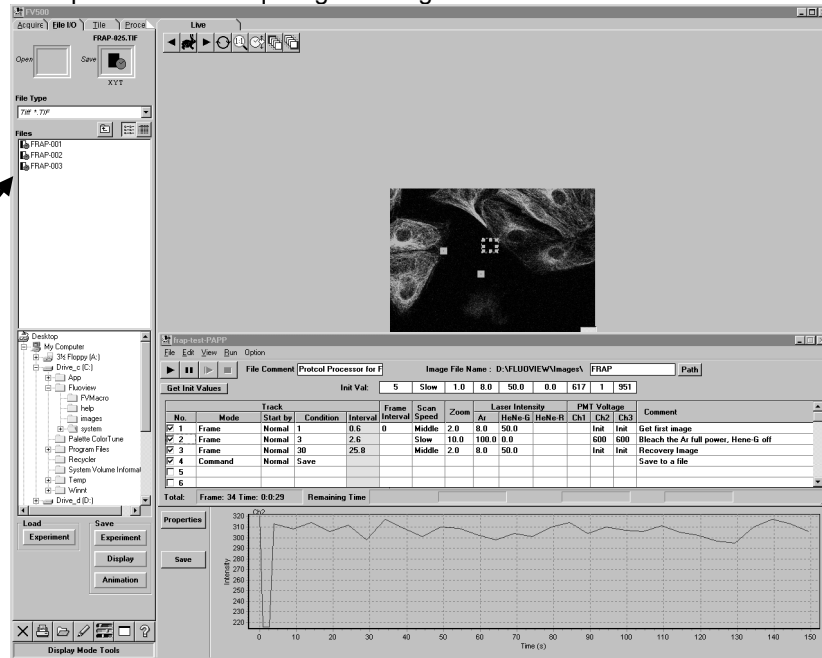 FV500
Acquire File I/O Tile Proce
Live
FRAP-025.TIF
Open Save
XYT
1:1
File Type
Tiff *.TIF
Files
FRAP-001
FRAP-002
FRAP-003
Desktop
My Computer
3½ Floppy (A:)
Drive_c (C:)
App
Fluoview
FVMacro
help
images
system
Palette ColorTune
Program Files
Recycler
System Volume Informat
Temp
Winnt
Drive_d (D:)
Load Save
Experiment Experiment
Display
Animation
Display Mode Tools
frap-test-PAPP
File Edit View Run Option
File Comment Protcol Processor for F Image File Name : D:\FLUOVIEW\Images\ FRAP Path
Get Init Values Init Val: 5 Slow 1.0 8.0 50.0 0.0 617 1 951
Track Frame Interval Scan Speed Zoom Laser Intensity PMT Voltage Comment
No. Mode Start by Condition Interval Ar HeNe-G HeNe-R Ch1 Ch2 Ch3
1 Frame Normal 1 0.6 0 Middle 2.0 8.0 50.0 Init Init Get first image
2 Frame Normal 3 2.6 Slow 10.0 100.0 0.0 600 600 Bleach the Ar full power, Hene-G off
3 Frame Normal 30 25.8 Middle 2.0 8.0 50.0 Init Init Recovery Image
4 Command Normal Save Save to a file
5
6
Total: Frame: 34 Time: 0:0:29 Remaining Time
Properties
Save
Ch2
Intensity
320
310
300
290
280
270
260
250
240
230
220
0 10 20 30 40 50 60 70 80 90 100 110 120 130 140 150
Time (s)